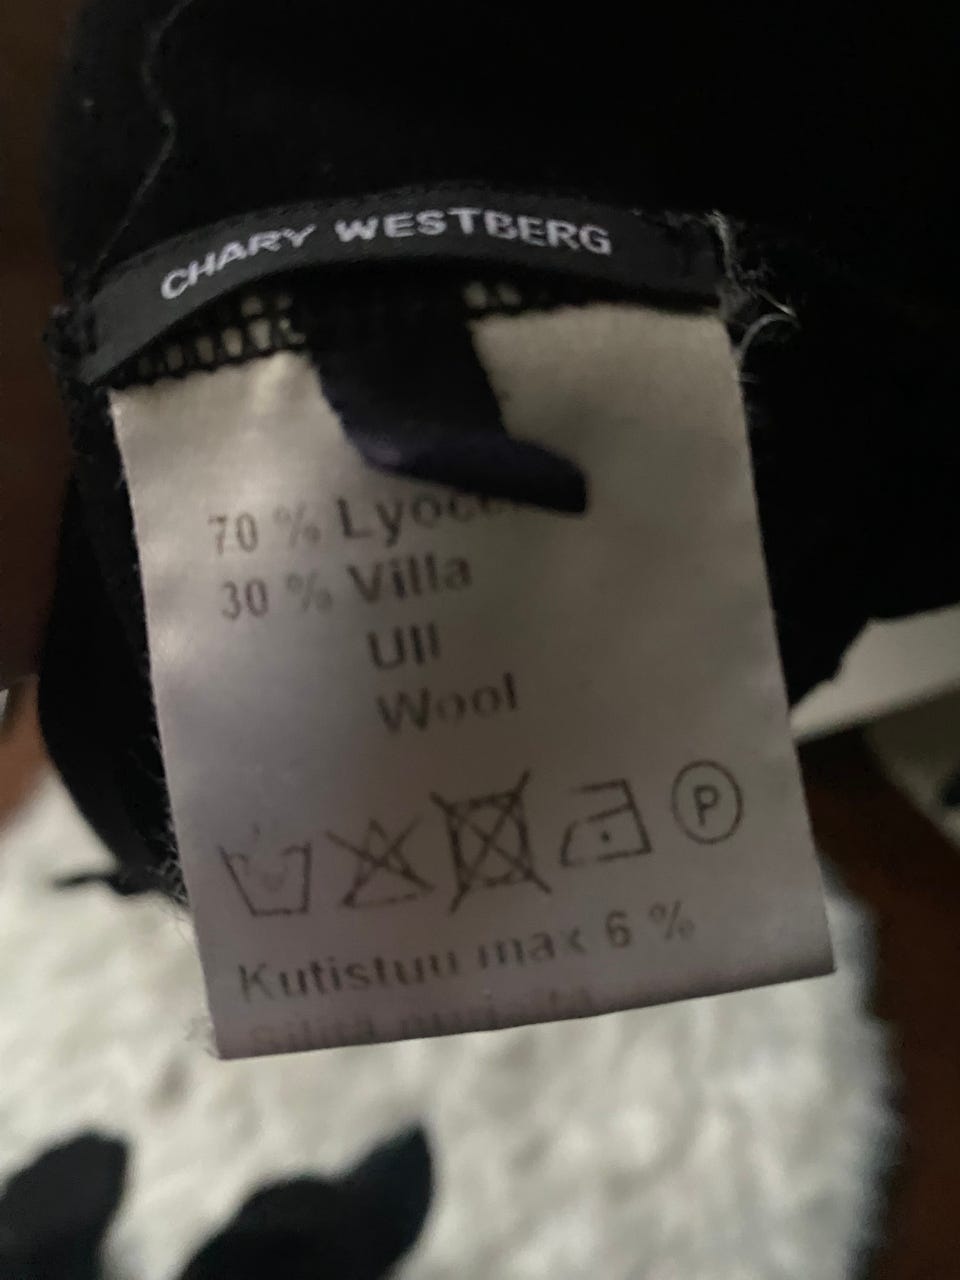 CHARY WESTBERG
70 %
30 % Villa
Ull
Wool
P
Kutistuu max 6 %